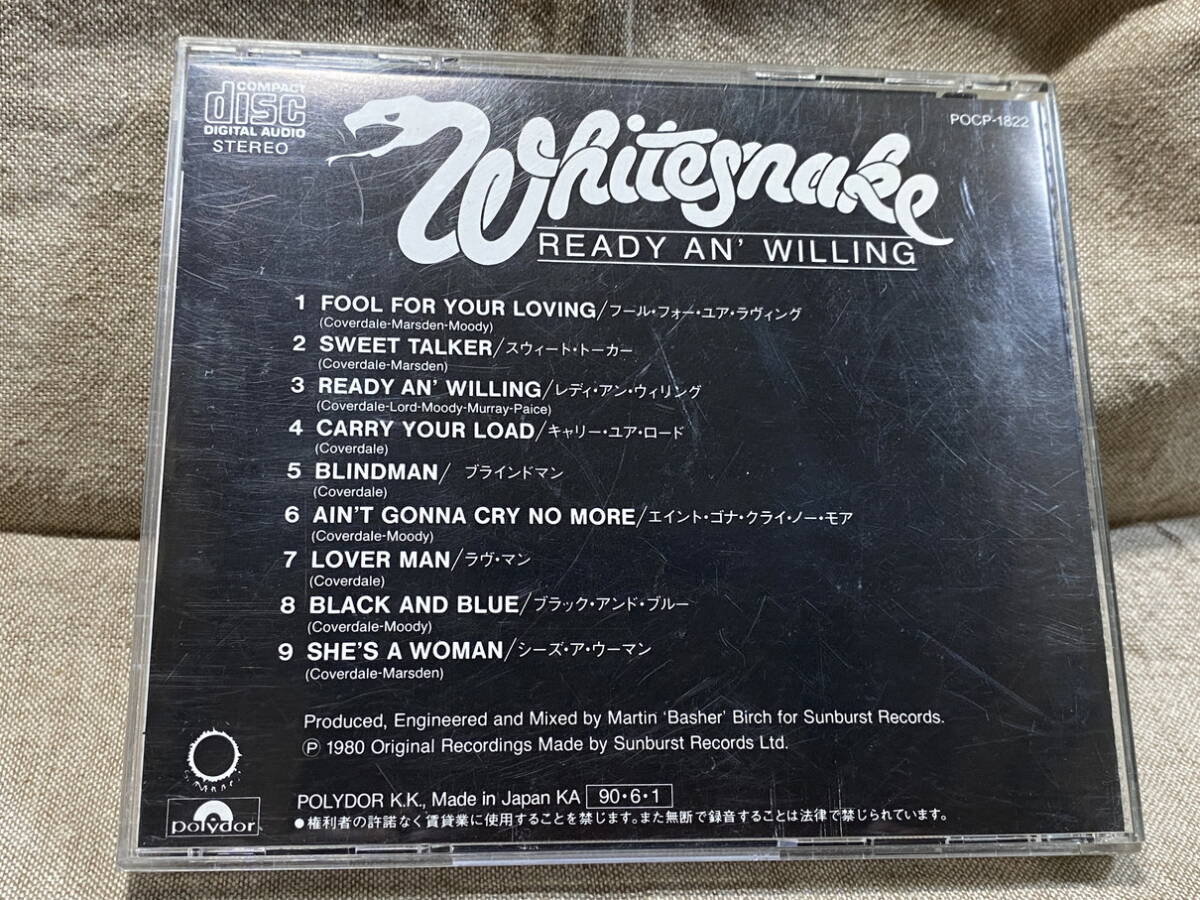 COMPACT
disc
DIGITAL AUDIO
STEREO
Whitesnake
POCP-1822
READY AN' WILLING
1 FOOL FOR YOUR LOVING/フール・フォー・ユア・ラヴィング
(Coverdale-Marsden-Moody)
2 SWEET TALKER/スウィート・トーカー
(Coverdale-Marsden)
3 READY AN' WILLING/レディ・アン・ウィリング
(Coverdale-Lord-Moody-Murray-Paice)
4 CARRY YOUR LOAD/キャリー・ユア・ロード
(Coverdale)
5 BLINDMAN/ ブラインドマン
(Coverdale)
6 AIN'T GONNA CRY NO MORE/エイント・ゴナ・クライ・ノー・モア
(Coverdale-Moody)
7 LOVER MAN/ラヴ・マン
(Coverdale)
8 BLACK AND BLUE/ブラック・アンド・ブルー
(Coverdale-Moody)
9 SHE'S A WOMAN/シーズ・ア・ウーマン
(Coverdale-Marsden)
Produced, Engineered and Mixed by Martin 'Basher' Birch for Sunburst Records.
℗ 1980 Original Recordings Made by Sunburst Records Ltd.
polydor
POLYDOR K.K., Made in Japan KA 90・6・1
●権利者の許諾なく賃貸業に使用することを禁じます。また無断で録音することは法律で禁じられています。